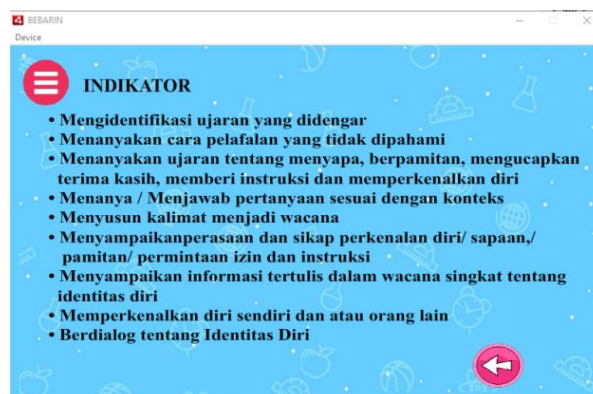 BEBARIN
Device
INDIKATOR
• Mengidentifikasi ujaran yang didengar
• Menanyakan cara pelafalan yang tidak dipahami
• Menanyakan ujaran tentang menyapa, berpamitan, mengucapkan
terima kasih, memberi instruksi dan memperkenalkan diri
• Menanya / Menjawab pertanyaan sesuai dengan konteks
• Menyusun kalimat menjadi wacana
• Menyampaikanperasaan dan sikap perkenalan diri/ sapaan,/
pamitan/ permintaan izin dan instruksi
• Menyampaikan informasi tertulis dalam wacana singkat tentang
identitas diri
• Memperkenalkan diri sendiri dan atau orang lain
• Berdialog tentang Identitas Diri